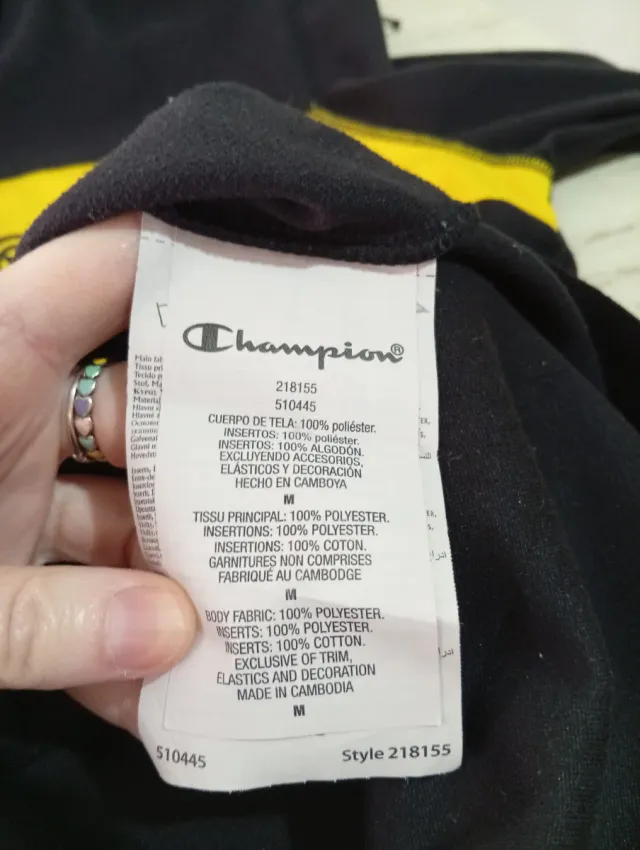 Champion®
218155
510445
CUERPO DE TELA: 100% poliéster.
INSERTOS: 100% poliéster.
INSERTOS: 100% ALGODÓN.
EXCLUYENDO ACCESORIOS,
ELÁSTICOS Y DECORACIÓN
HECHO EN CAMBOYA
M
TISSU PRINCIPAL: 100% POLYESTER.
INSERTIONS: 100% POLYESTER.
INSERTIONS: 100% COTON.
GARNITURES NON COMPRISES
FABRIQUÉ AU CAMBODGE
M
BODY FABRIC: 100% POLYESTER.
INSERTS: 100% POLYESTER.
INSERTS: 100% COTTON.
EXCLUSIVE OF TRIM,
ELASTICS AND DECORATION
MADE IN CAMBODIA
M
510445 Style 218155